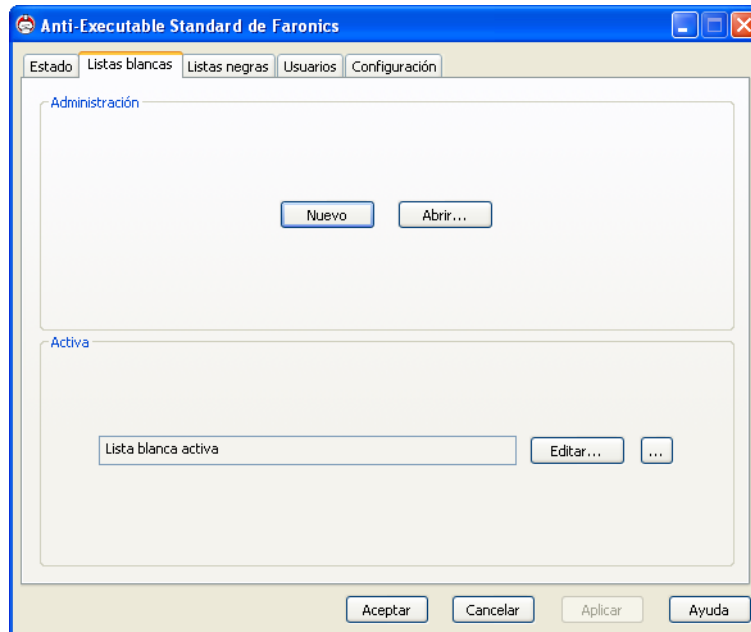 Anti-Executable Standard de Faronics
Estado Listas blancas Listas negras Usuarios Configuración
Administración
Nuevo Abrir...
Activa
Lista blanca activa Editar... ...
Aceptar Cancelar Aplicar Ayuda